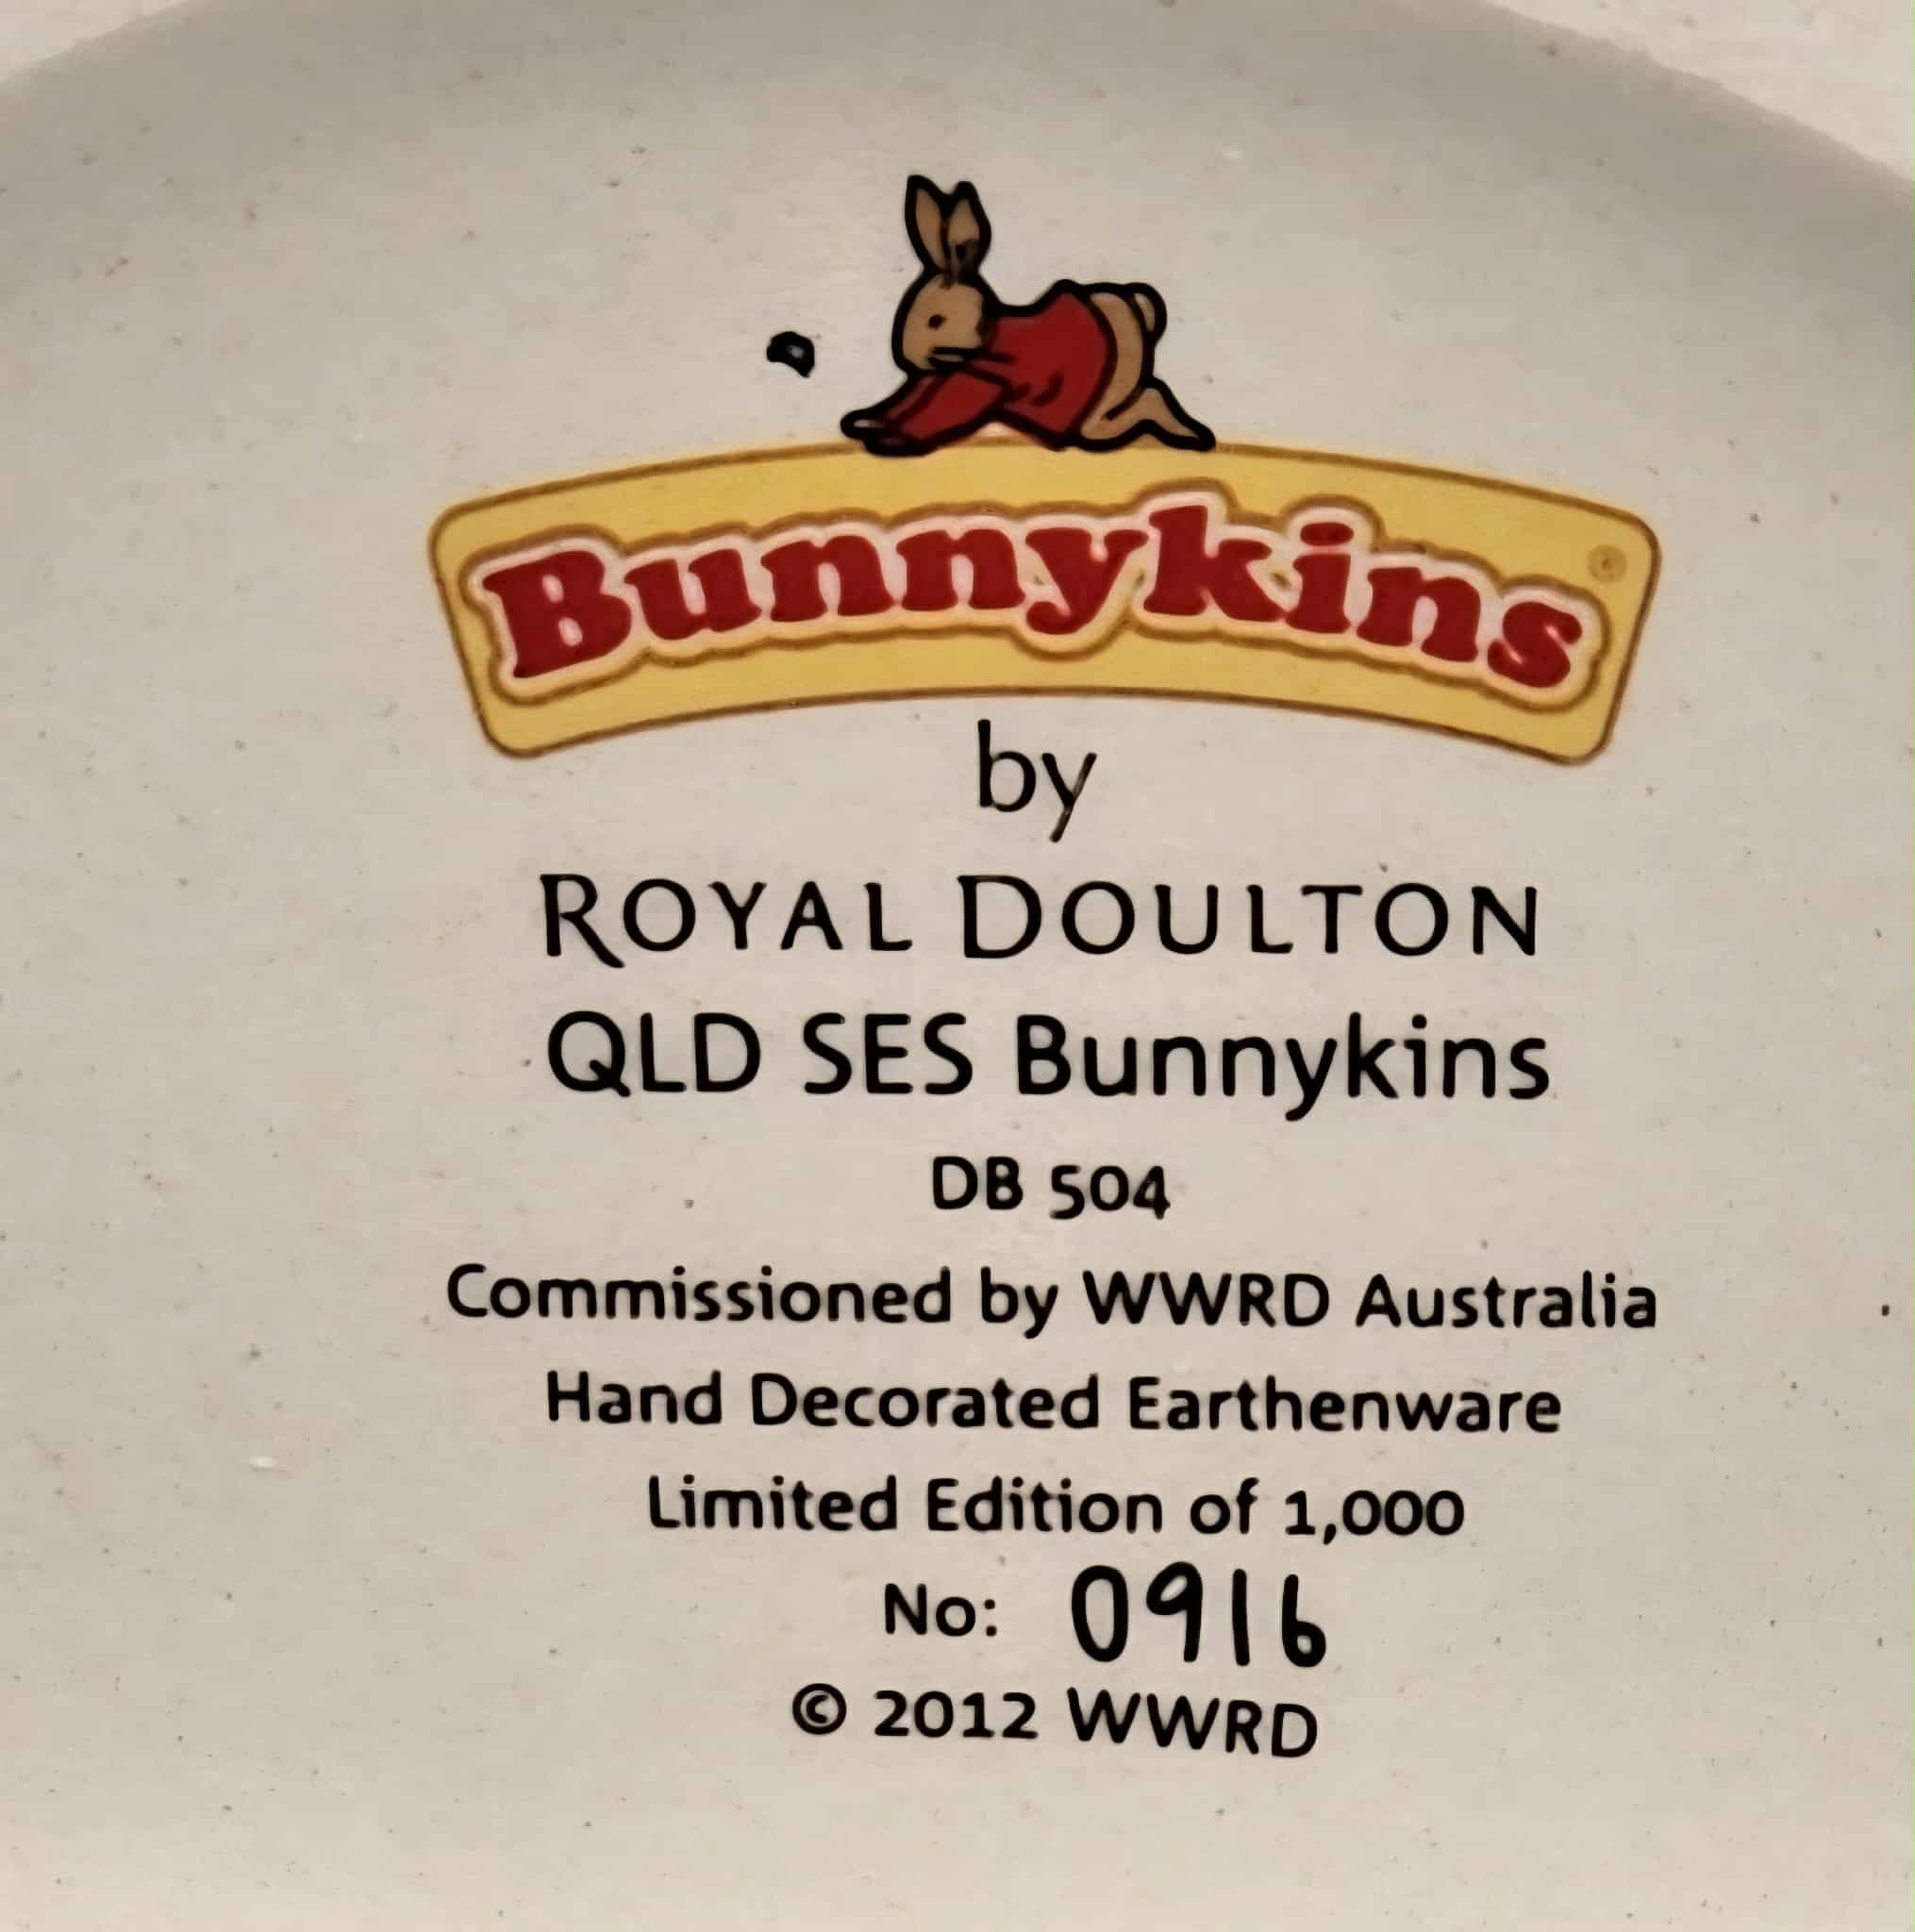 Bunnykins ®
by
ROYAL DOULTON
QLD SES Bunnykins
DB 504
Commissioned by WWRD Australia
Hand Decorated Earthenware
Limited Edition of 1,000
No: 0916
© 2012 WWRD